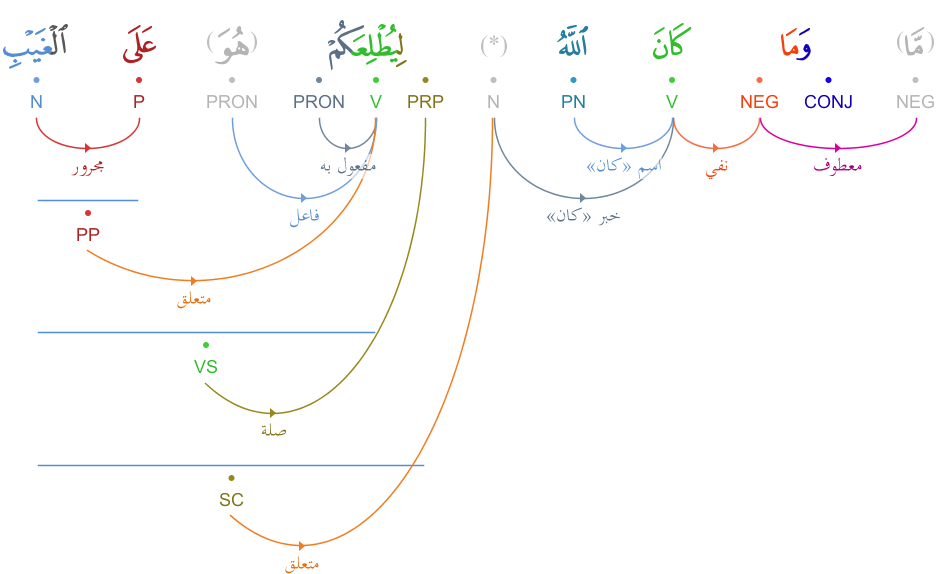 (مَّا) وَمَا كَانَ ٱللَّهُ (*) لِيُطْلِعَكُمْ (هُوَ) عَلَى ٱلْغَيْبِ
NEG CONJ NEG V PN N PRP V PRON PRON P N
معطوف نفي اسم «كان» مفعول به مجرور
خبر «كان» فاعل
PP
متعلق
VS
صلة
SC
متعلق